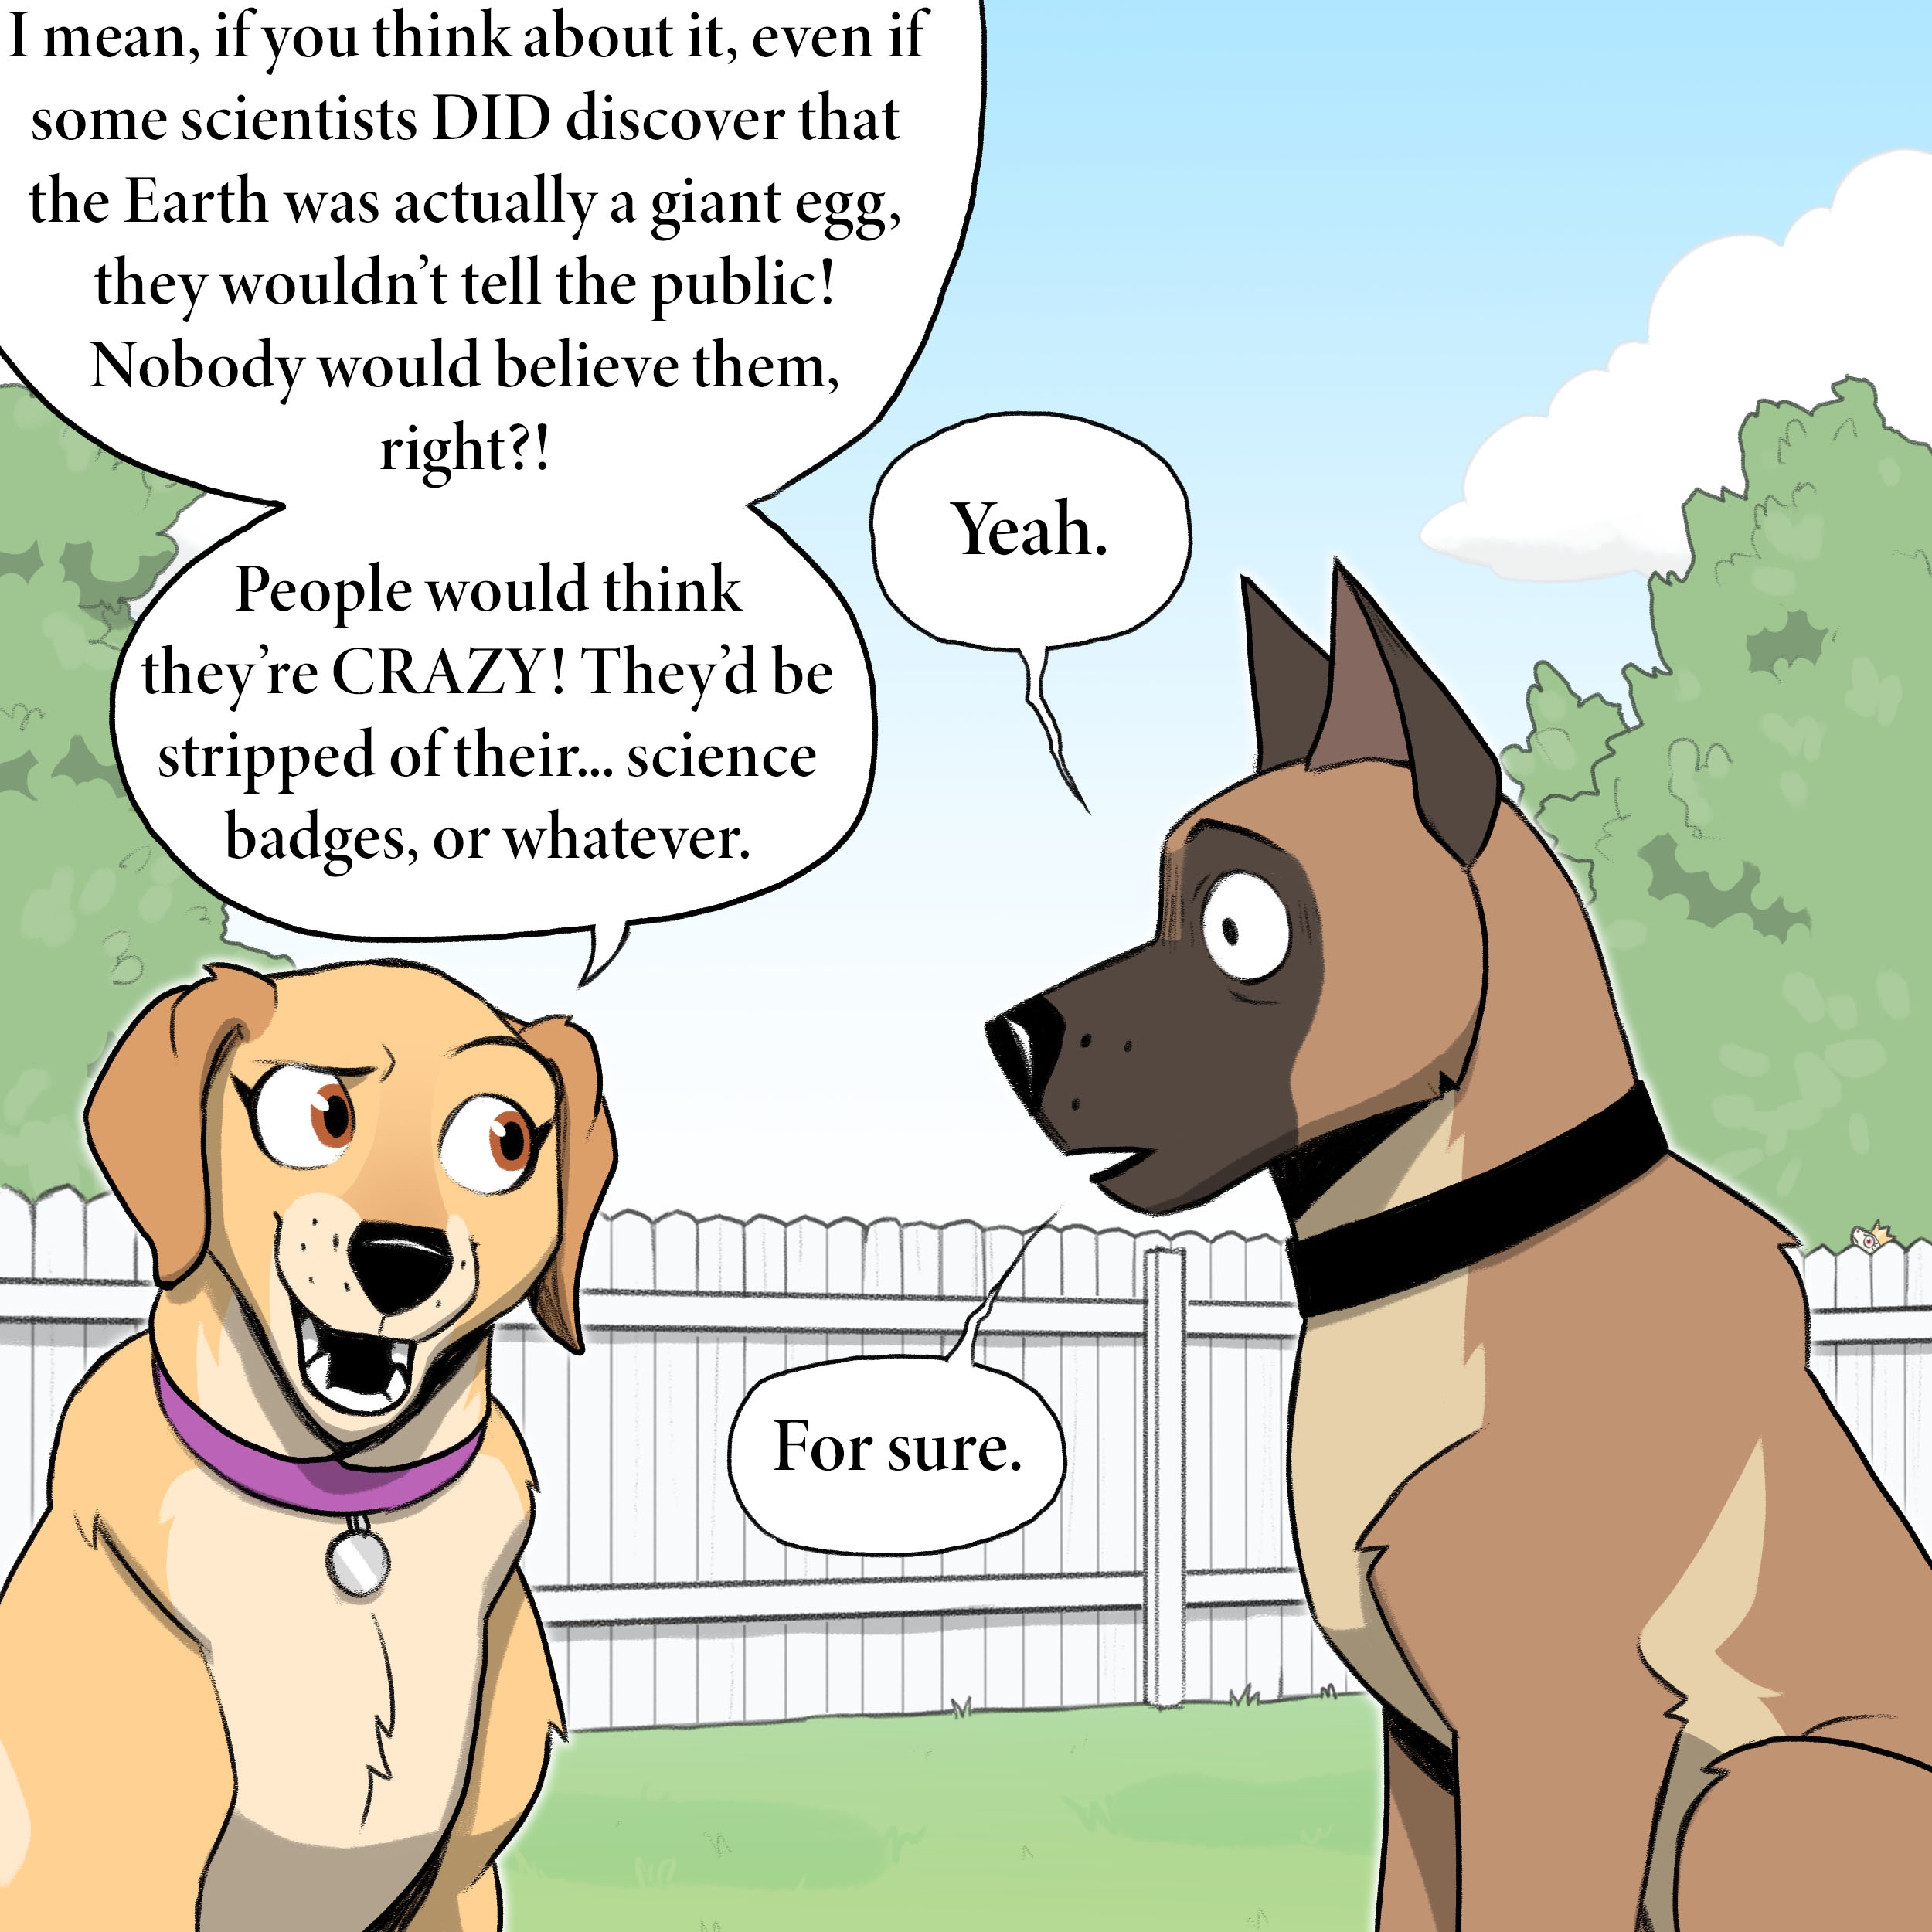 I mean, if you think about it, even if
some scientists DID discover that
the Earth was actually a giant egg,
they wouldn't tell the public!
Nobody would believe them,
right?!
People would think
they're CRAZY! They'd be
stripped of their... science
badges, or whatever.
Yeah.
For sure.